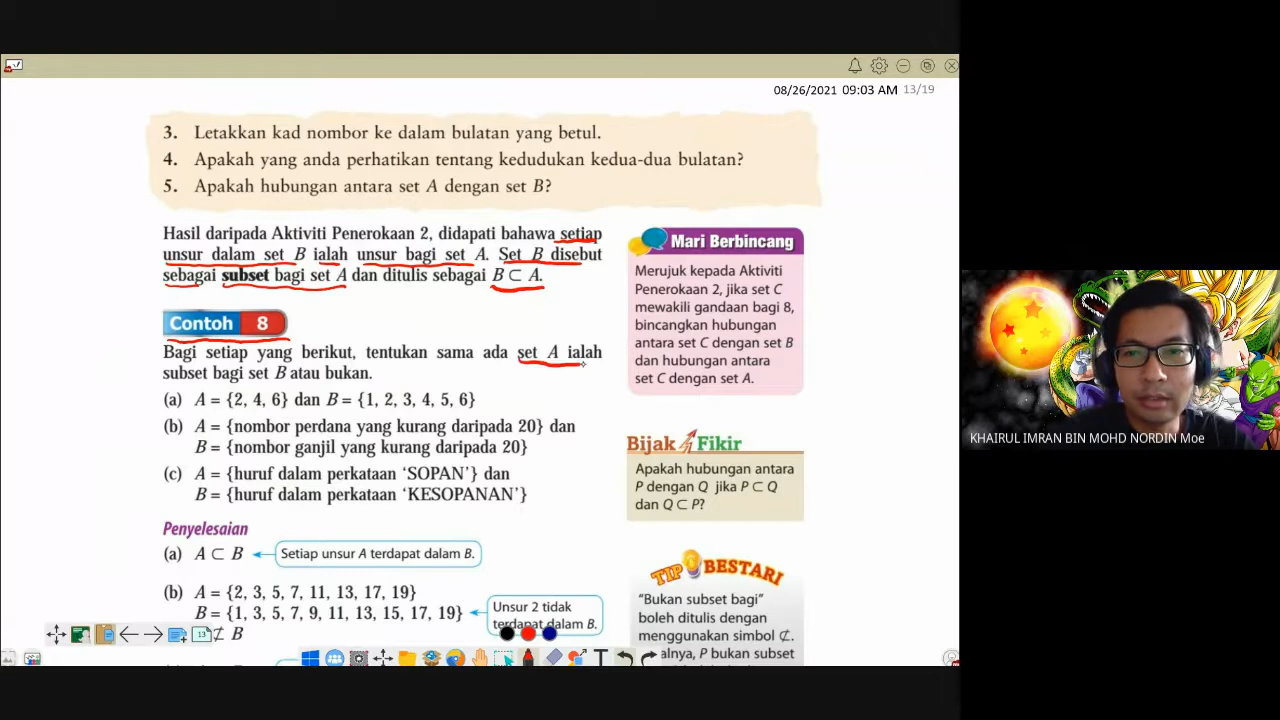 08/26/2021 09:03 AM 13/19
3. Letakkan kad nombor ke dalam bulatan yang betul.
4. Apakah yang anda perhatikan tentang kedudukan kedua-dua bulatan?
5. Apakah hubungan antara set A dengan set B?
Hasil daripada Aktiviti Penerokaan 2, didapati bahawa setiap
unsur dalam set B ialah unsur bagi set A. Set B disebut
sebagai subset bagi set A dan ditulis sebagai B ⊂ A.
Contoh 8
Bagi setiap yang berikut, tentukan sama ada set A ialah
subset bagi set B atau bukan.
(a) A = {2, 4, 6} dan B = {1, 2, 3, 4, 5, 6}
(b) A = {nombor perdana yang kurang daripada 20} dan
B = {nombor ganjil yang kurang daripada 20}
(c) A = {huruf dalam perkataan ‘SOPAN’} dan
B = {huruf dalam perkataan ‘KESOPANAN’}
Penyelesaian
(a) A ⊂ B
Setiap unsur A terdapat dalam B.
(b) A = {2, 3, 5, 7, 11, 13, 17, 19}
B = {1, 3, 5, 7, 9, 11, 13, 15, 17, 19}
Unsur 2 tidak
terdapat dalam B.
13 ⊄ B
Mari Berbincang
Merujuk kepada Aktiviti
Penerokaan 2, jika set C
mewakili gandaan bagi 8,
bincangkan hubungan
antara set C dengan set B
dan hubungan antara
set C dengan set A.
Bijak Fikir
Apakah hubungan antara
P dengan Q jika P ⊂ Q
dan Q ⊂ P?
TIP BESTARI
“Bukan subset bagi”
boleh ditulis dengan
menggunakan simbol ⊄.
alnya, P bukan subset
T
KHAIRUL IMRAN BIN MOHD NORDIN Moe